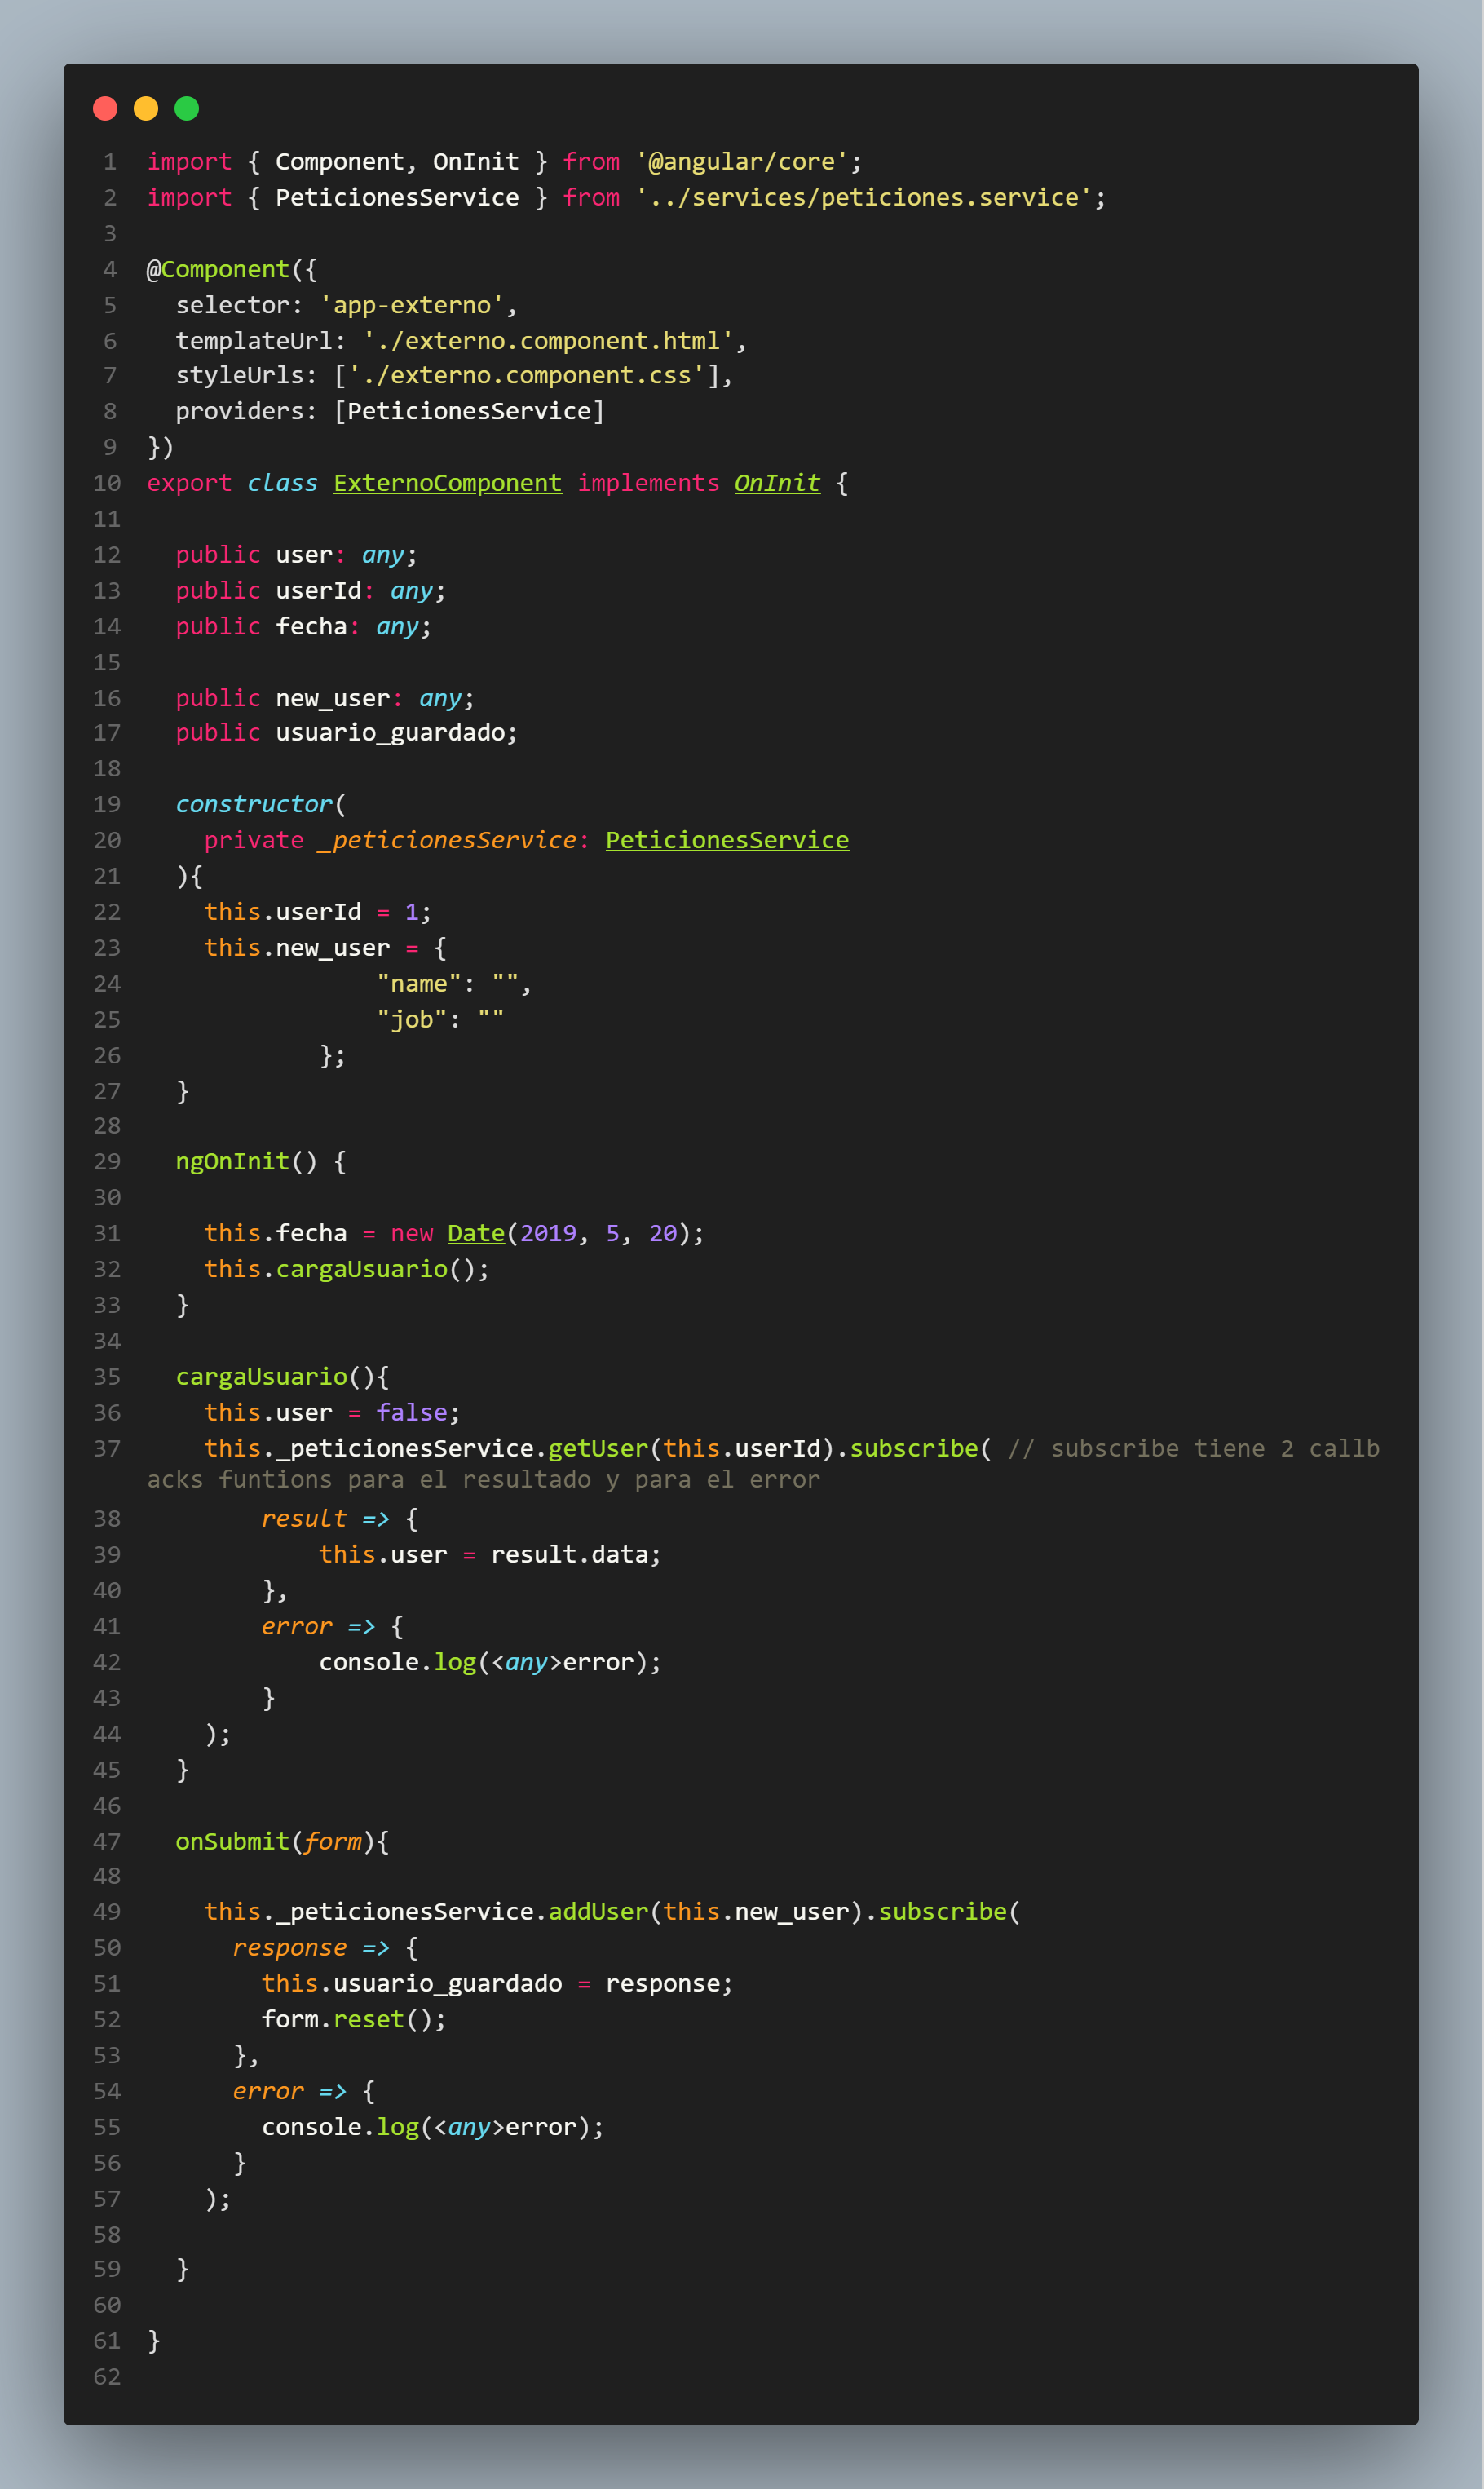 1 import { Component, OnInit } from '@angular/core';
2 import { PeticionesService } from '../services/peticiones.service';
3
4 @Component({
5   selector: 'app-externo',
6   templateUrl: './externo.component.html',
7   styleUrls: ['./externo.component.css'],
8   providers: [PeticionesService]
9 })
10 export class ExternoComponent implements OnInit {
11
12   public user: any;
13   public userId: any;
14   public fecha: any;
15
16   public new_user: any;
17   public usuario_guardado;
18
19   constructor(
20     private _peticionesService: PeticionesService
21   ){
22     this.userId = 1;
23     this.new_user = {
24                 "name": "",
25                 "job": ""
26             };
27   }
28
29   ngOnInit() {
30
31     this.fecha = new Date(2019, 5, 20);
32     this.cargaUsuario();
33   }
34
35   cargaUsuario(){
36     this.user = false;
37     this._peticionesService.getUser(this.userId).subscribe( // subscribe tiene 2 callb
acks funtions para el resultado y para el error
38         result => {
39             this.user = result.data;
40         },
41         error => {
42             console.log(<any>error);
43         }
44     );
45   }
46
47   onSubmit(form){
48
49     this._peticionesService.addUser(this.new_user).subscribe(
50       response => {
51         this.usuario_guardado = response;
52         form.reset();
53       },
54       error => {
55         console.log(<any>error);
56       }
57     );
58
59   }
60
61 }
62